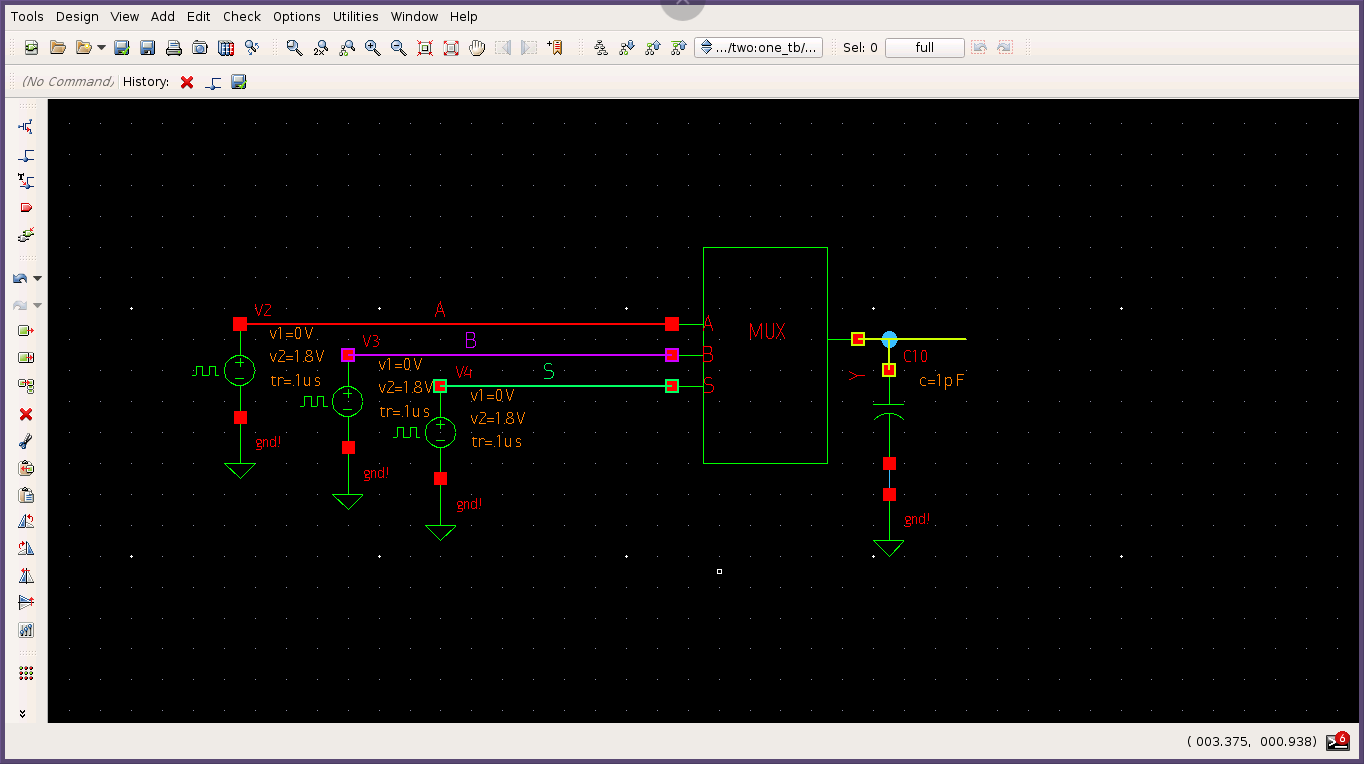 Tools Design View Add Edit Check Options Utilities Window Help
.../two:one_tb/... Sel: 0 full
(No Command) History:
V2 A
v1=0V
v2=1.8V
tr=.1us
gnd!
V3 B
v1=0V
v2=1.8V
tr=.1us
gnd!
V4 S
v1=0V
v2=1.8V
tr=.1us
gnd!
A
B
S
MUX
Y
C10
c=1pF
gnd!
( 003.375, 000.938) 6